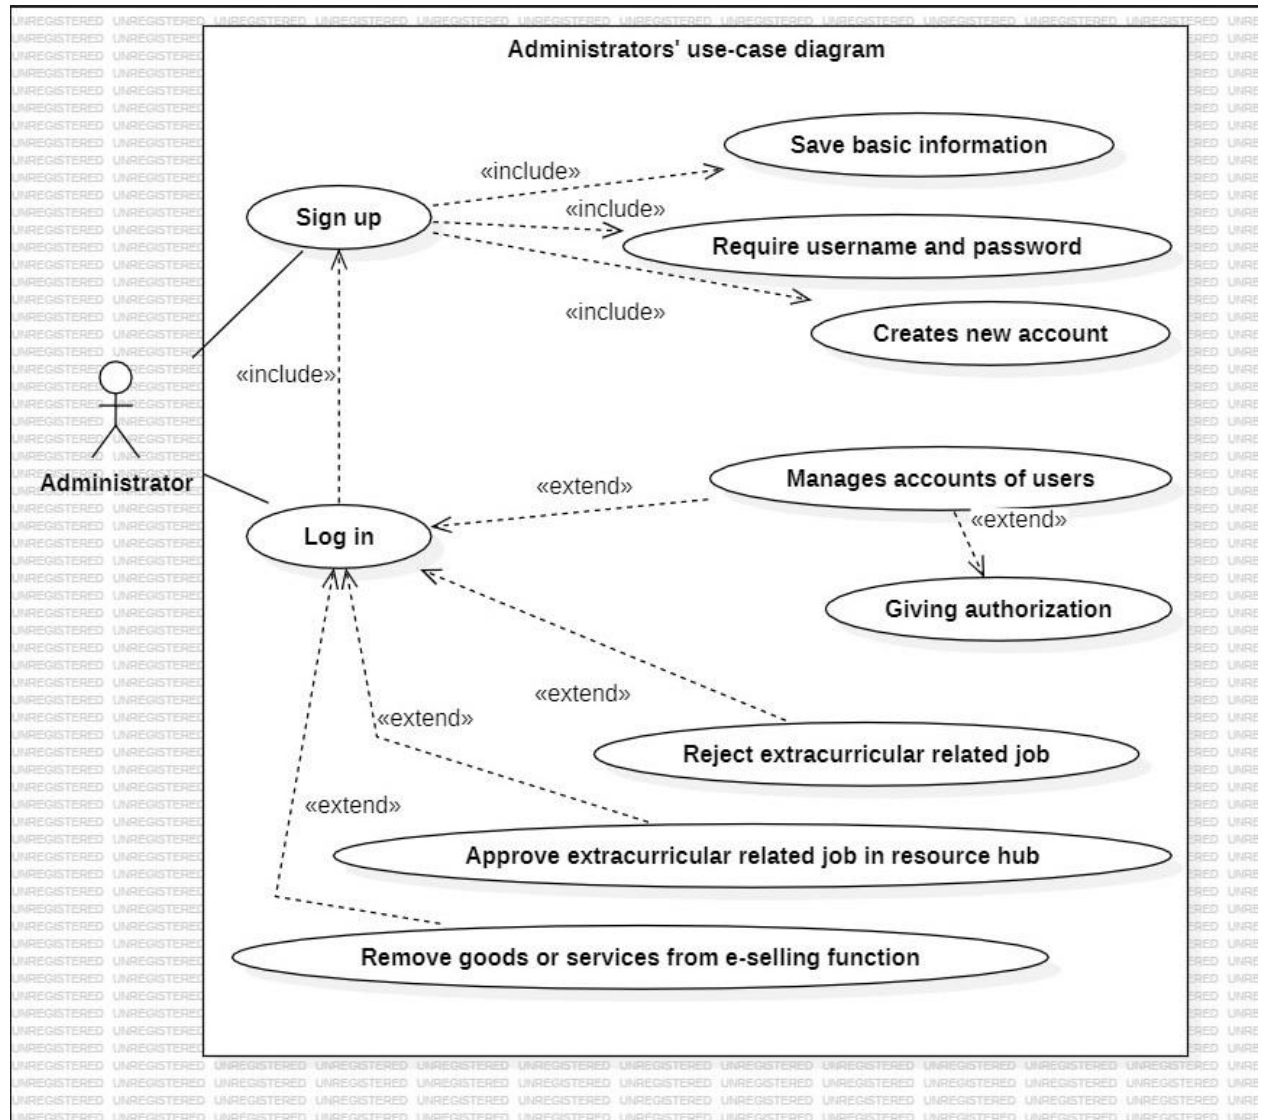 Administrators' use-case diagram
Save basic information
«include»
Sign up
«include»
Require username and password
«include»
Creates new account
«include»
Administrator
Manages accounts of users
«extend»
«extend»
Log in
Giving authorization
«extend»
«extend»
Reject extracurricular related job
«extend»
Approve extracurricular related job in resource hub
Remove goods or services from e-selling function
UNREGISTERED